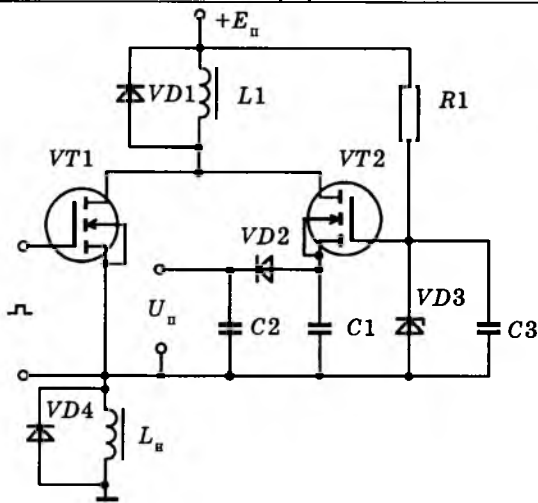 +Eп
VD1
L1
R1
VT1
VT2
VD2
Uп
C2
C1
VD3
C3
VD4
Lн